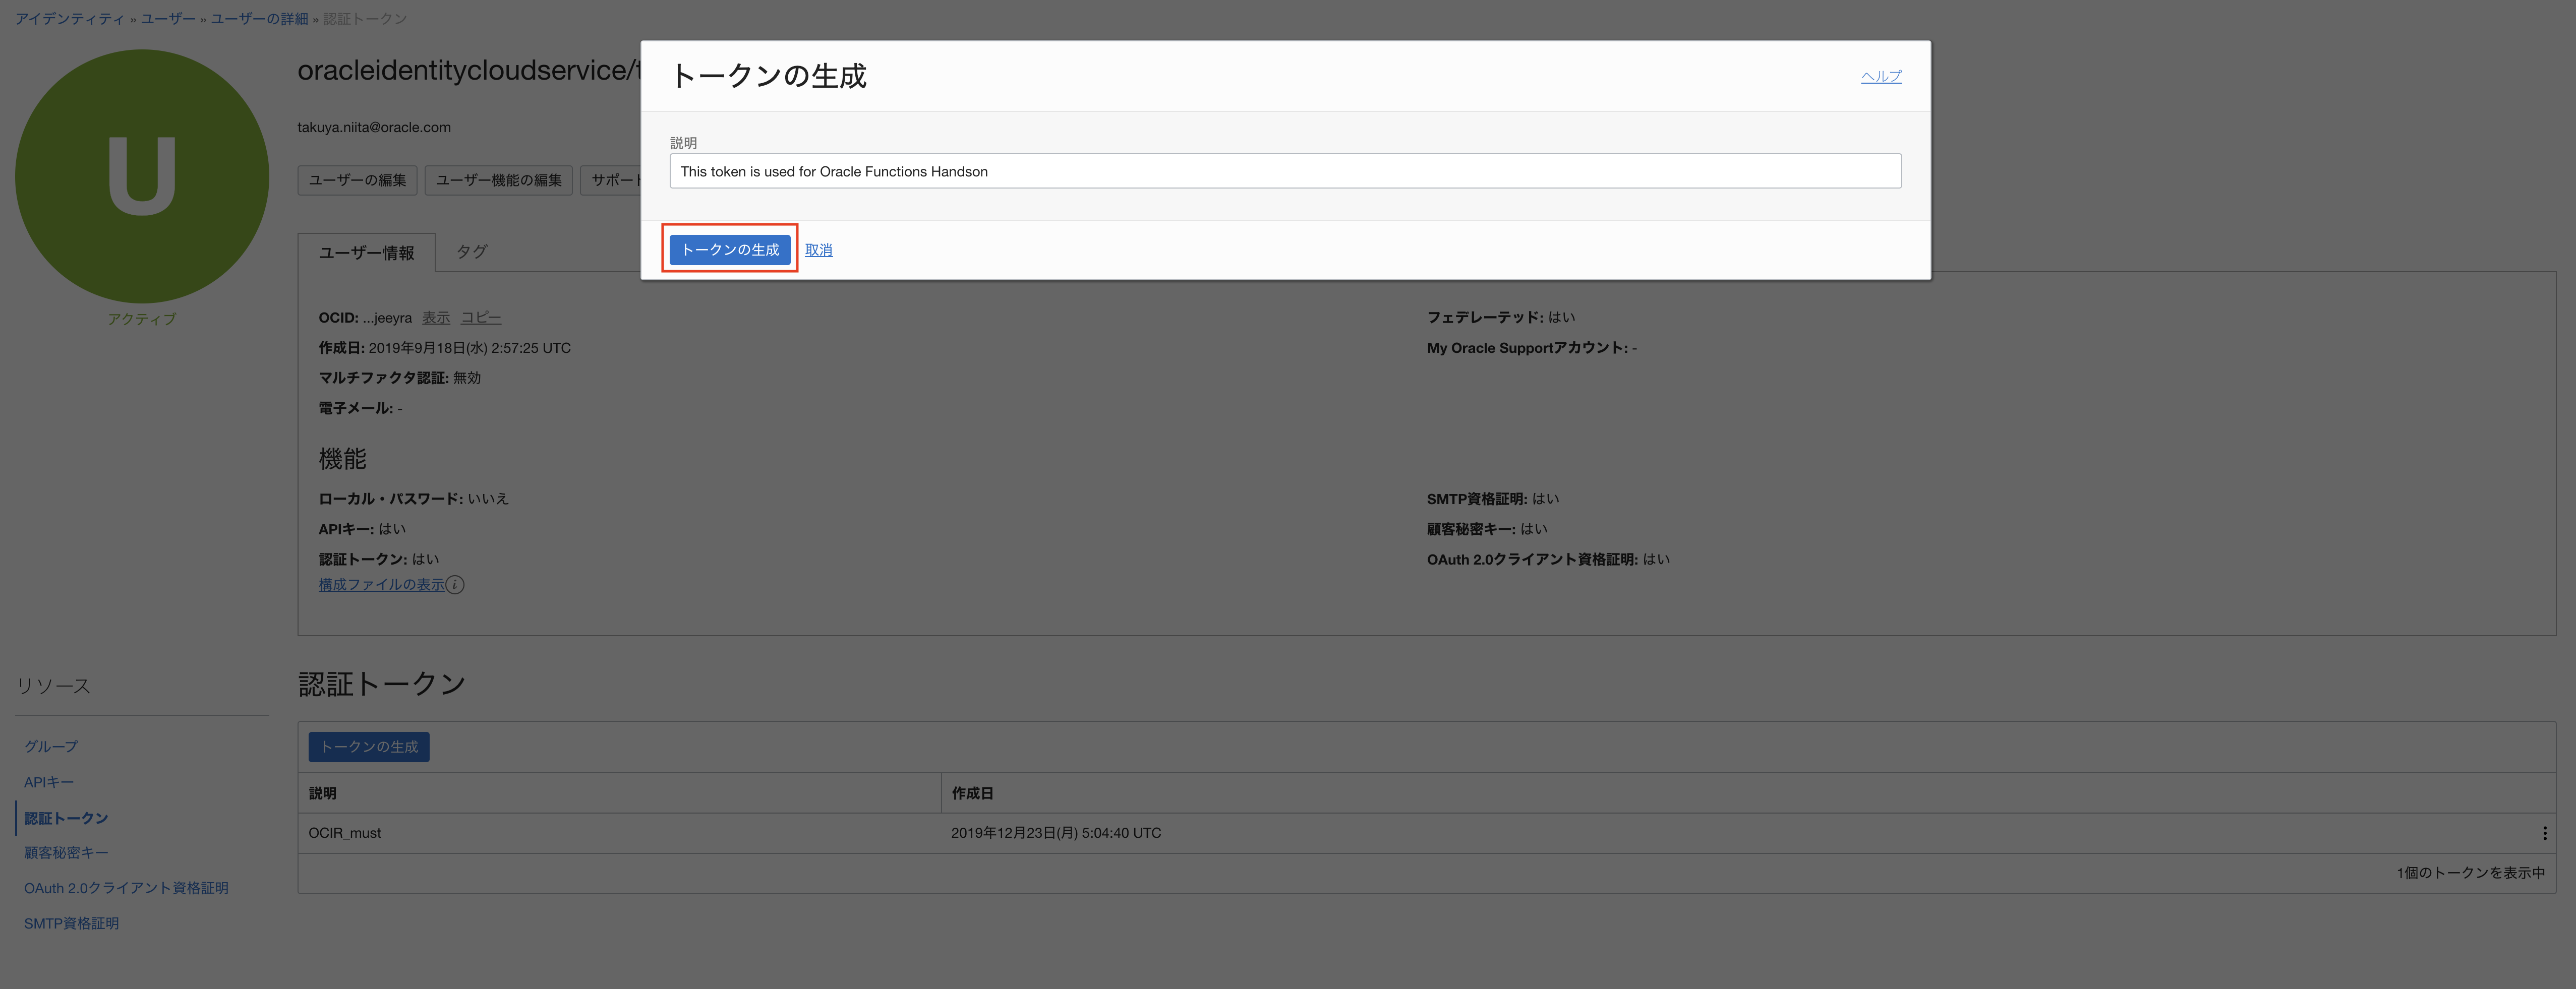 アイデンティティ » ユーザー » ユーザーの詳細 » 認証トークン
U
アクティブ
oracleidentitycloudservice/
takuya.niita@oracle.com
ユーザーの編集 ユーザー機能の編集 サポート
トークンの生成 ヘルプ
説明
This token is used for Oracle Functions Handson
トークンの生成 取消
ユーザー情報 タグ
OCID: ...jeeyra 表示 コピー
作成日: 2019年9月18日(水) 2:57:25 UTC
マルチファクタ認証: 無効
電子メール: -
フェデレーテッド: はい
My Oracle Supportアカウント: -
機能
ローカル・パスワード: いいえ
APIキー: はい
認証トークン: はい
構成ファイルの表示 i
SMTP資格証明: はい
顧客秘密キー: はい
OAuth 2.0クライアント資格証明: はい
リソース
グループ
APIキー
認証トークン
顧客秘密キー
OAuth 2.0クライアント資格証明
SMTP資格証明
認証トークン
トークンの生成
説明 作成日
OCIR_must 2019年12月23日(月) 5:04:40 UTC
1個のトークンを表示中